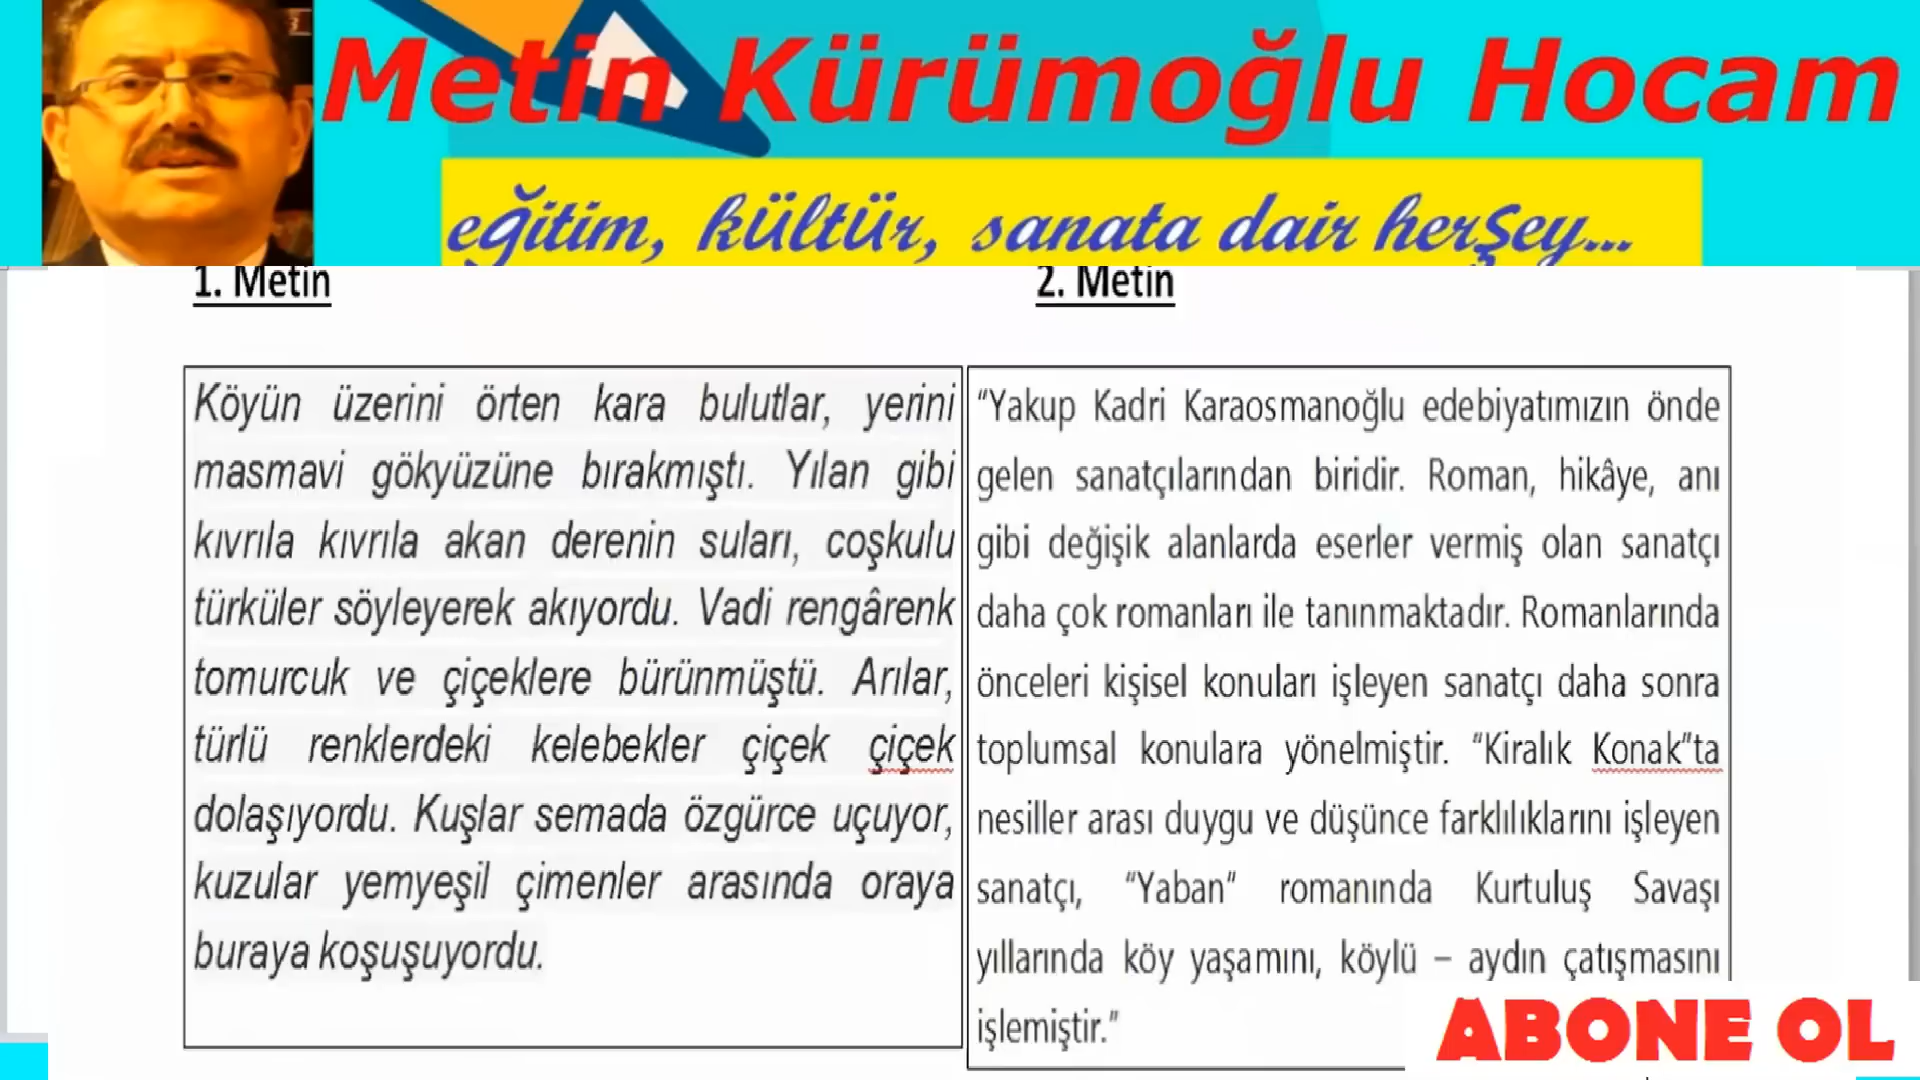 Metin Kürümoğlu Hocam
eğitim, kültür, sanata dair herşey...
1. Metin
Köyün üzerini örten kara bulutlar, yerini
masmavi gökyüzüne bırakmıştı. Yılan gibi
kıvrıla kıvrıla akan derenin suları, coşkulu
türküler söyleyerek akıyordu. Vadi rengârenk
tomurcuk ve çiçeklere bürünmüştü. Arılar,
türlü renklerdeki kelebekler çiçek çiçek
dolaşıyordu. Kuşlar semada özgürce uçuyor,
kuzular yemyeşil çimenler arasında oraya
buraya koşuşuyordu.
2. Metin
“Yakup Kadri Karaosmanoğlu edebiyatımızın önde
gelen sanatçılarından biridir. Roman, hikâye, anı
gibi değişik alanlarda eserler vermiş olan sanatçı
daha çok romanları ile tanınmaktadır. Romanlarında
önceleri kişisel konuları işleyen sanatçı daha sonra
toplumsal konulara yönelmiştir. “Kiralık Konak”ta
nesiller arası duygu ve düşünce farklılıklarını işleyen
sanatçı, “Yaban” romanında Kurtuluş Savaşı
yıllarında köy yaşamını, köylü – aydın çatışmasını
işlemiştir.”
ABONE OL